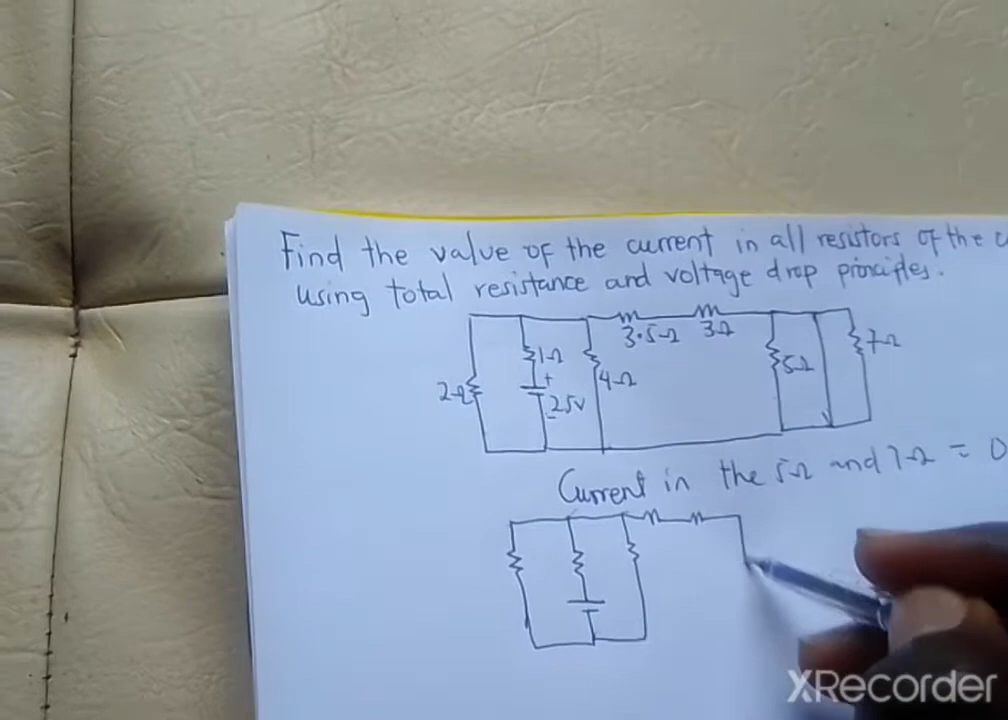 Find the value of the current in all resistors of the
using total resistance and voltage drop principles.
3.5Ω 3Ω
1Ω
2Ω
+
- 25V
4Ω
5Ω
7Ω
Current in the 5Ω and 7Ω = 0
XRecorder